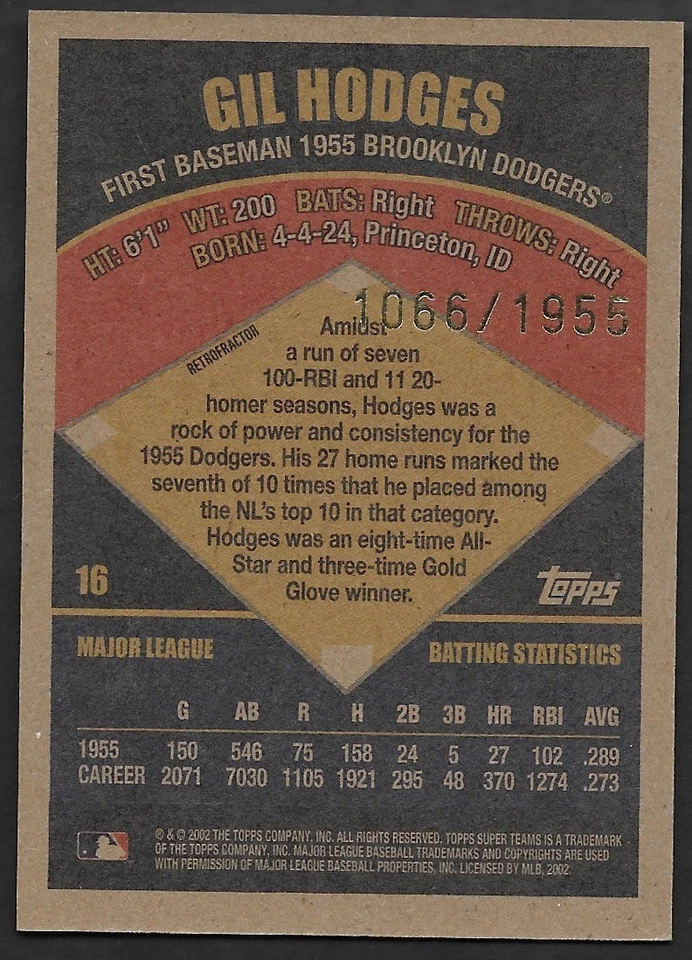 GIL HODGES
FIRST BASEMAN 1955 BROOKLYN DODGERS®
HT: 6'1" WT: 200 BATS: Right THROWS: Right
BORN: 4-4-24, Princeton, ID
1066/1955
RETROFRACTOR
Amidst
a run of seven
100-RBI and 11 20-
homer seasons, Hodges was a
rock of power and consistency for the
1955 Dodgers. His 27 home runs marked the
seventh of 10 times that he placed among
the NL's top 10 in that category.
Hodges was an eight-time All-
Star and three-time Gold
Glove winner.
16
topps
MAJOR LEAGUE BATTING STATISTICS
G AB R H 2B 3B HR RBI AVG
1955 150 546 75 158 24 5 27 102 .289
CAREER 2071 7030 1105 1921 295 48 370 1274 .273
® & © 2002 THE TOPPS COMPANY, INC. ALL RIGHTS RESERVED. TOPPS SUPER TEAMS IS A TRADEMARK
OF THE TOPPS COMPANY, INC. MAJOR LEAGUE BASEBALL TRADEMARKS AND COPYRIGHTS ARE USED
WITH PERMISSION OF MAJOR LEAGUE BASEBALL PROPERTIES, INC. LICENSED BY MLB, 2002.